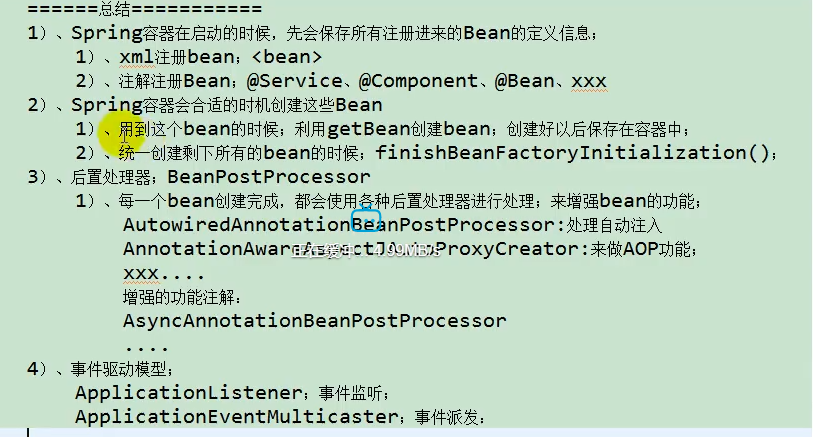 ======总结===========
1)、Spring容器在启动的时候,先会保存所有注册进来的Bean的定义信息;
1)、xml注册bean;<bean>
2)、注解注册Bean;@Service、@Component、@Bean、xxx
2)、Spring容器会合适的时机创建这些Bean
1)、用到这个bean的时候;利用getBean创建bean;创建好以后保存在容器中;
2)、统一创建剩下所有的bean的时候;finishBeanFactoryInitialization();
3)、后置处理器;BeanPostProcessor
1)、每一个bean创建完成,都会使用各种后置处理器进行处理;来增强bean的功能;
AutowiredAnnotationBeanPostProcessor:处理自动注入
ProxyCreator:来做AOP功能;
正在缓冲... 4.99MB/s
xxx....
增强的功能注解:
AsyncAnnotationBeanPostProcessor
....
4)、事件驱动模型;
ApplicationListener;事件监听;
ApplicationEventMulticaster;事件派发: